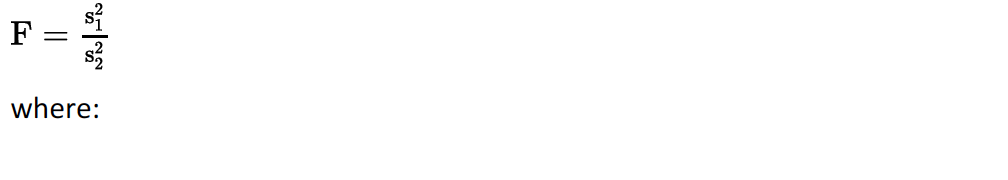 F = s₁²/s₂²
where: